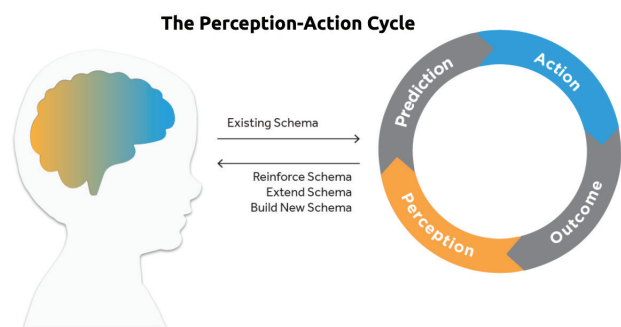 The Perception-Action Cycle
Existing Schema
Reinforce Schema
Extend Schema
Build New Schema
Prediction
Action
Outcome
Perception